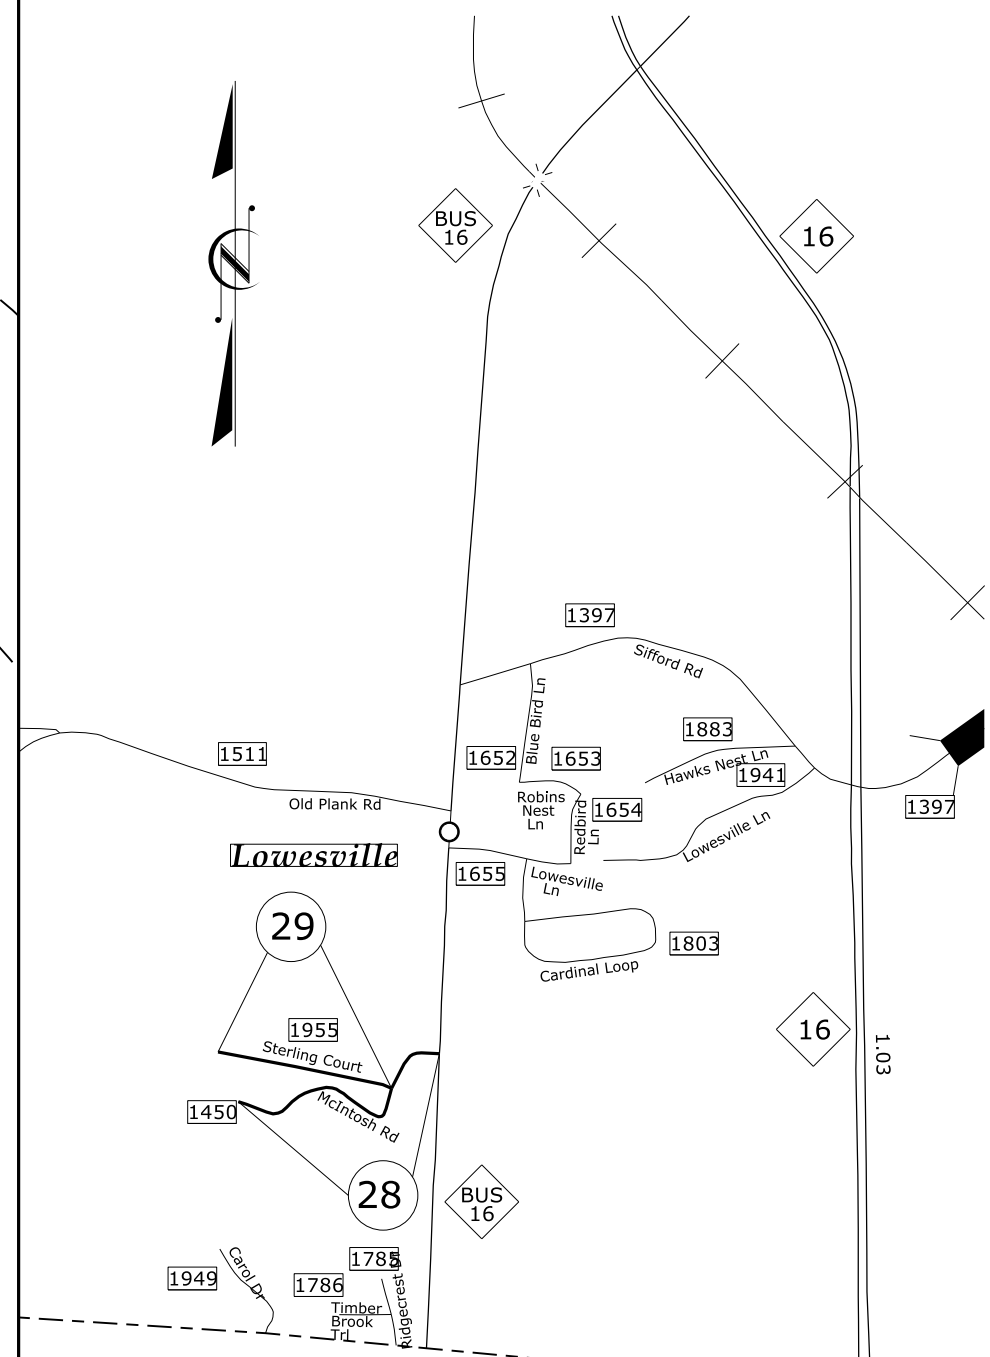 BUS
16
16
N
1397
Sifford Rd
1883
Hawks Nest Ln
1941
1397
1511
Old Plank Rd
1652
Blue Bird Ln
1653
Robins
Nest
Ln
1654
Redbird
Ln
Lowesville Ln
Lowesville
1655
Lowesville
Ln
29
1803
Cardinal Loop
1955
Sterling Court
16
1.03
1450
McIntosh Rd
28
BUS
16
1949
Carol Dr
1786
1785
Ridgecrest Dr
Timber
Brook
Trl